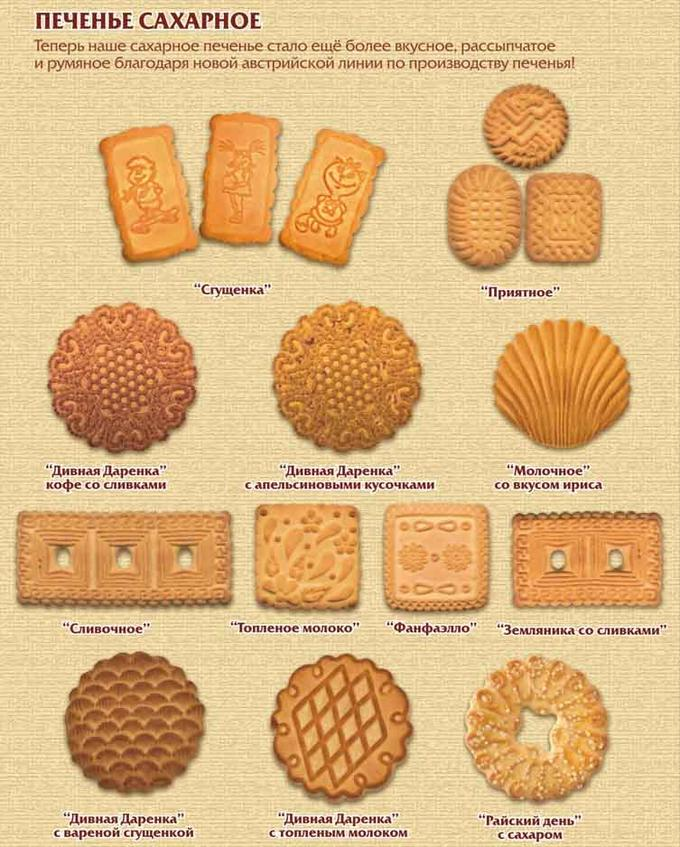 ПЕЧЕНЬЕ САХАРНОЕ
Теперь наше сахарное печенье стало ещё более вкусное, рассыпчатое
и румяное благодаря новой австрийской линии по производству печенья!
“Сгущенка”
“Приятное”
“Дивная Даренка”
кофе со сливками
“Дивная Даренка”
с апельсиновыми кусочками
“Молочное”
со вкусом ириса
“Сливочное”
“Топленое молоко”
“Фанфаэлло”
“Земляника со сливками”
“Дивная Даренка”
с вареной сгущенкой
“Дивная Даренка”
с топленым молоком
“Райский день”
с сахаром